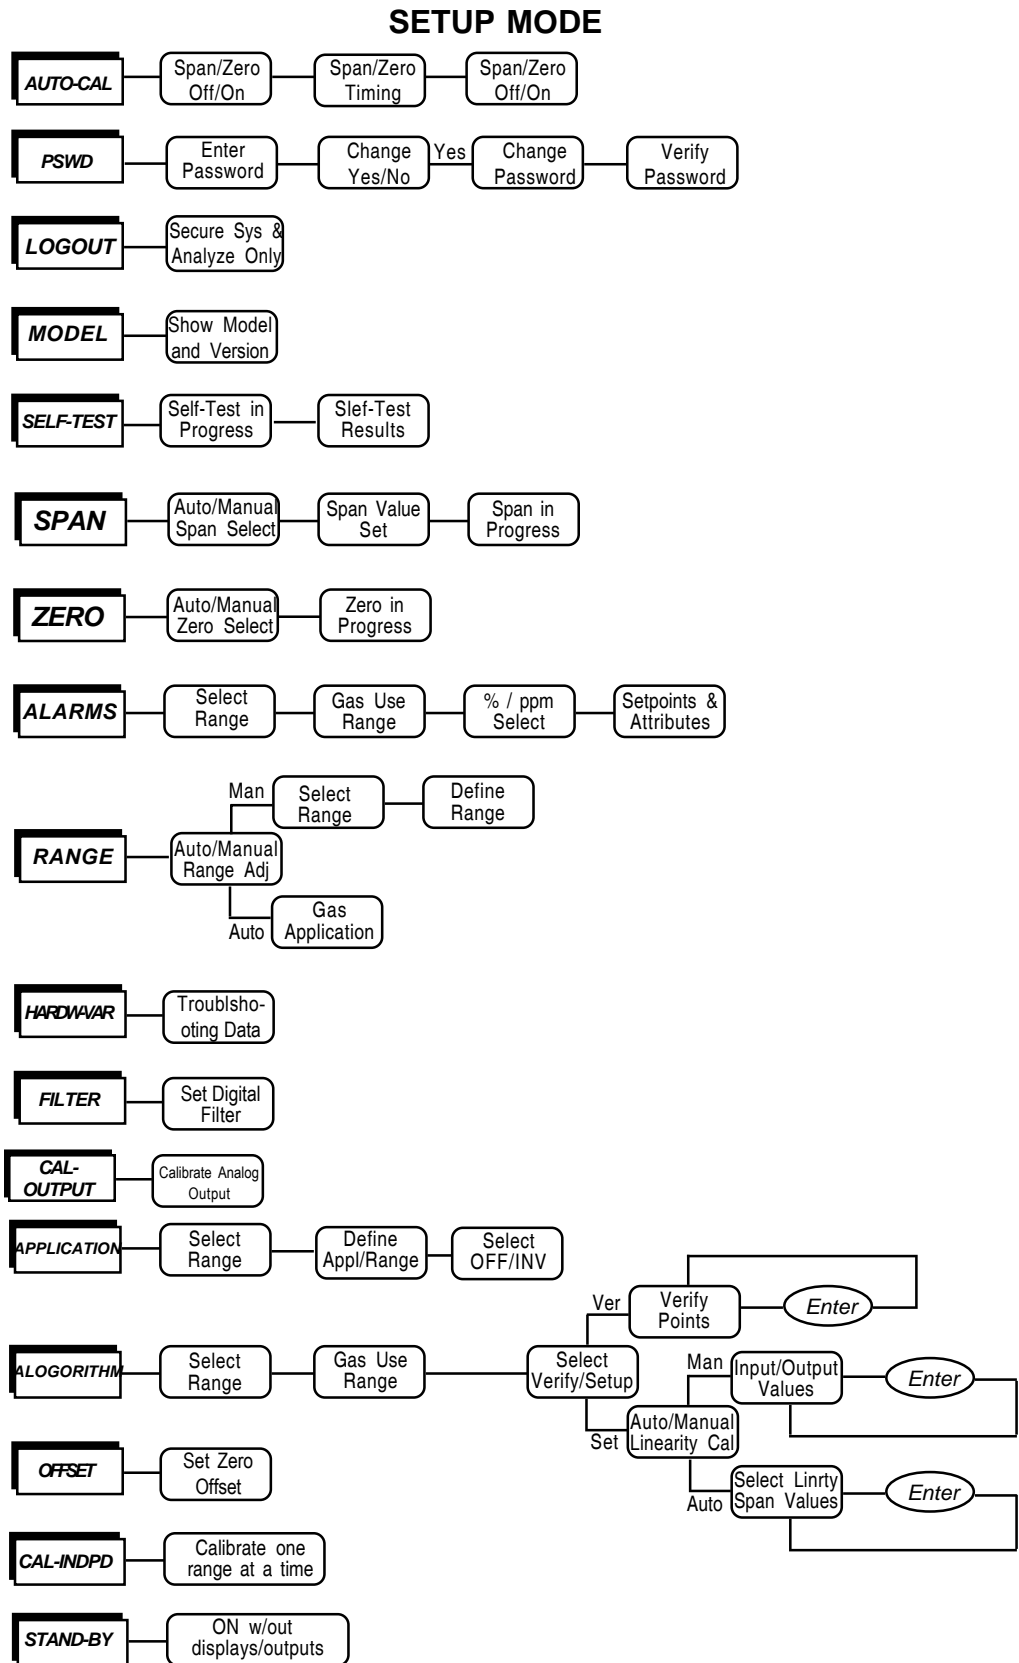 SETUP MODE
AUTO-CAL
Span/Zero
Off/On
Span/Zero
Timing
Span/Zero
Off/On
PSWD
Enter
Password
Change
Yes/No
Yes
Change
Password
Verify
Password
LOGOUT
Secure Sys &
Analyze Only
MODEL
Show Model
and Version
SELF-TEST
Self-Test in
Progress
Slef-Test
Results
SPAN
Auto/Manual
Span Select
Span Value
Set
Span in
Progress
ZERO
Auto/Manual
Zero Select
Zero in
Progress
ALARMS
Select
Range
Gas Use
Range
% / ppm
Select
Setpoints &
Attributes
RANGE
Auto/Manual
Range Adj
Man
Select
Range
Define
Range
Auto
Gas
Application
HARDW-VAR
Troublsho-
oting Data
FILTER
Set Digital
Filter
CAL-
OUTPUT
Calibrate Analog
Output
APPLICATION
Select
Range
Define
Appl/Range
Select
OFF/INV
ALOGORITHM
Select
Range
Gas Use
Range
Select
Verify/Setup
Ver
Verify
Points
Enter
Set
Auto/Manual
Linearity Cal
Man
Input/Output
Values
Enter
Auto
Select Linrty
Span Values
Enter
OFFSET
Set Zero
Offset
CAL-INDPD
Calibrate one
range at a time
STAND-BY
ON w/out
displays/outputs